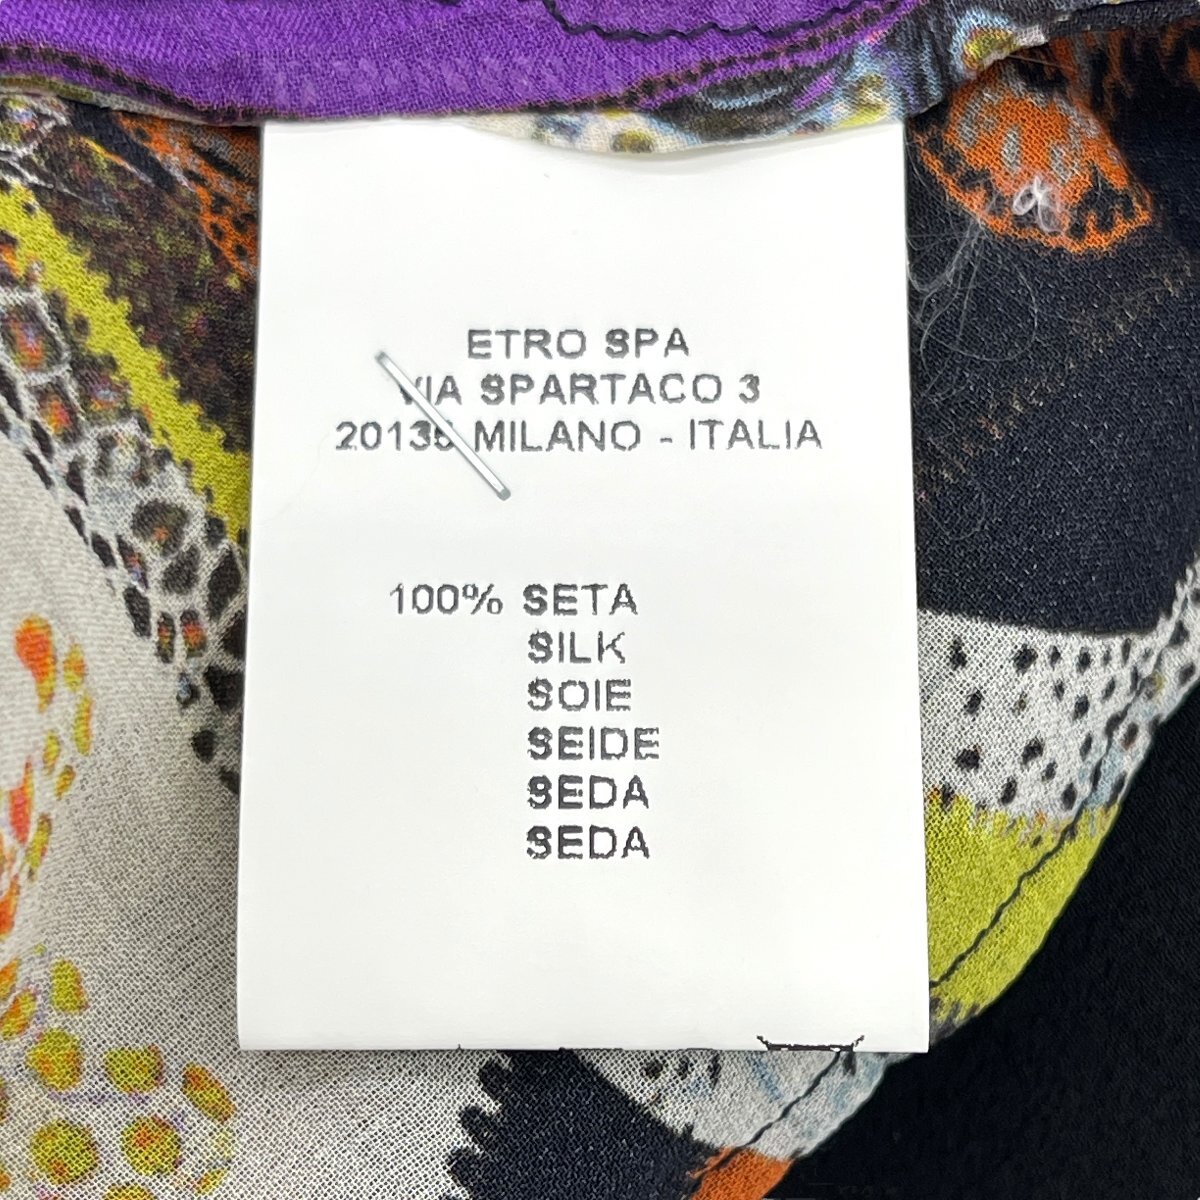 ETRO SPA
VIA SPARTACO 3
20135 MILANO - ITALIA
100% SETA
SILK
SOIE
SEIDE
SEDA
SEDA